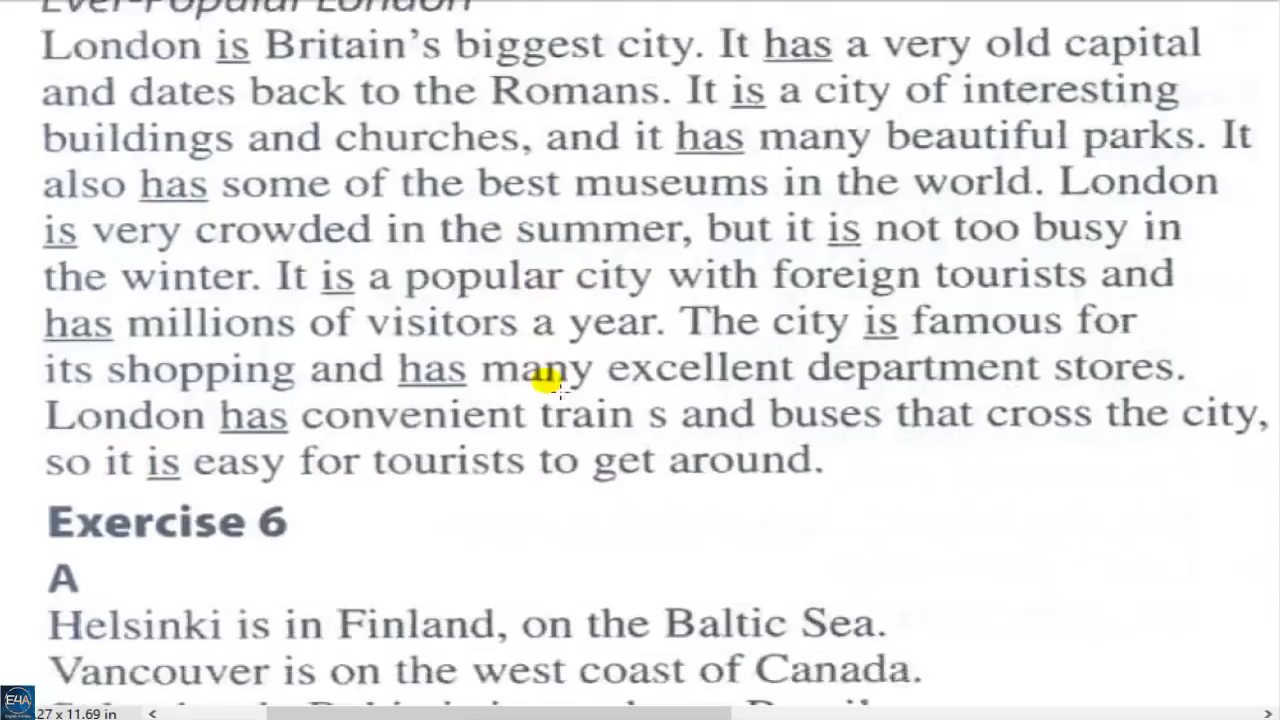 Ever-Popular London
London is Britain's biggest city. It has a very old capital
and dates back to the Romans. It is a city of interesting
buildings and churches, and it has many beautiful parks. It
also has some of the best museums in the world. London
is very crowded in the summer, but it is not too busy in
the winter. It is a popular city with foreign tourists and
has millions of visitors a year. The city is famous for
its shopping and has many excellent department stores.
London has convenient train s and buses that cross the city,
so it is easy for tourists to get around.
Exercise 6
A
Helsinki is in Finland, on the Baltic Sea.
Vancouver is on the west coast of Canada.
E4A
27 x 11.69 in